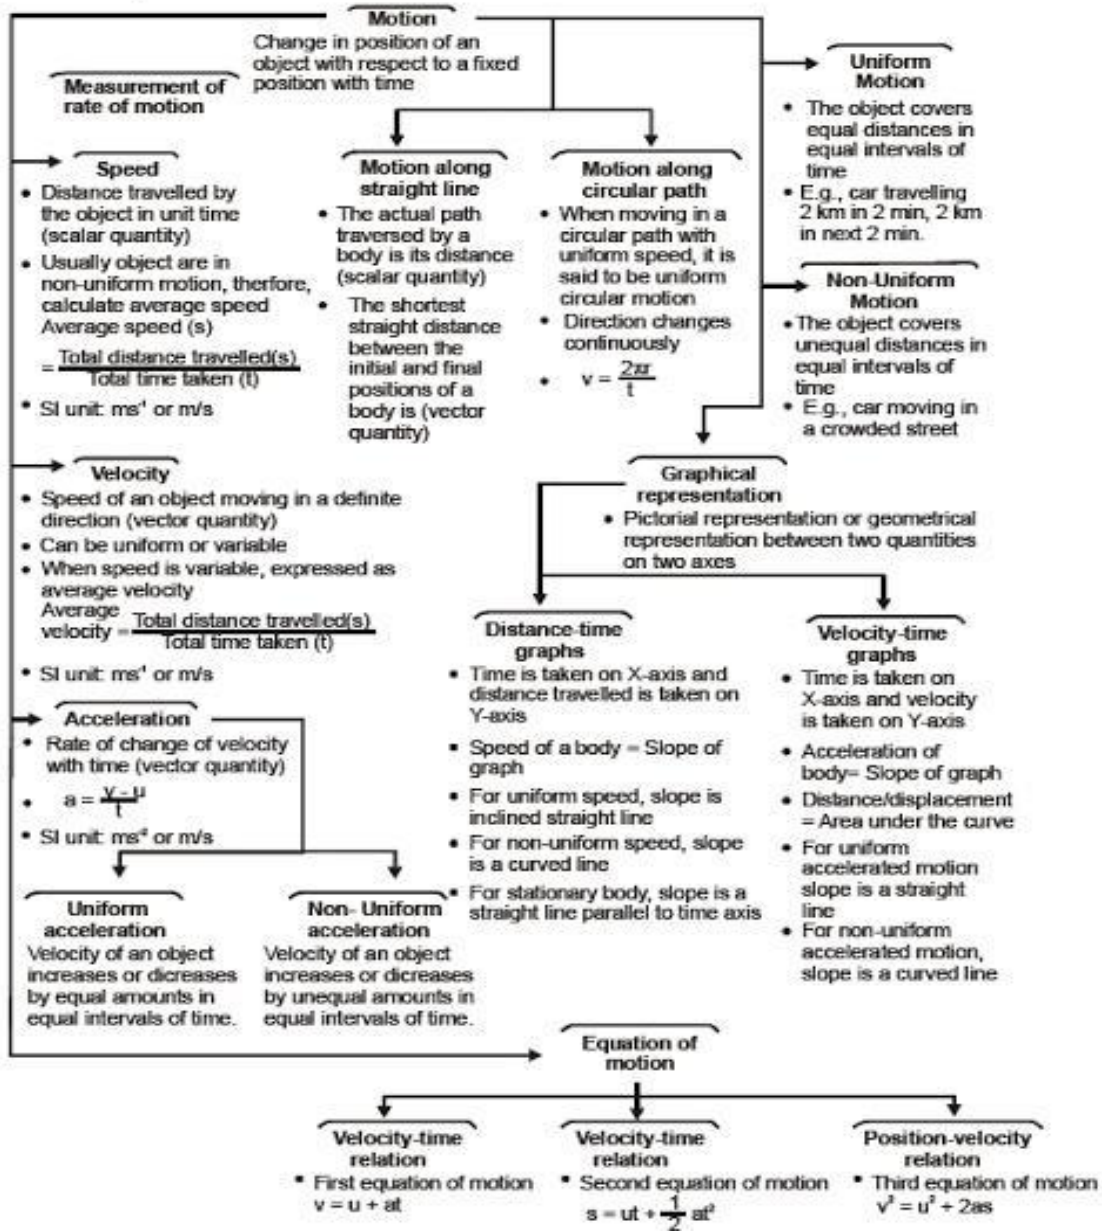 Motion
Change in position of an
object with respect to a fixed
position with time
Measurement of
rate of motion
Speed
• Distance travelled by
the object in unit time
(scalar quantity)
• Usually object are in
non-uniform motion, therfore,
calculate average speed
Average speed (s)
= Total distance travelled(s)
Total time taken (t)
• SI unit: ms⁻¹ or m/s
Motion along
straight line
• The actual path
traversed by a
body is its distance
(scalar quantity)
• The shortest
straight distance
between the
initial and final
positions of a
body is (vector
quantity)
Motion along
circular path
• When moving in a
circular path with
uniform speed, it is
said to be uniform
circular motion
• Direction changes
continuously
• v = 2πr
t
Uniform
Motion
• The object covers
equal distances in
equal intervals of
time
• E.g., car travelling
2 km in 2 min, 2 km
in next 2 min.
Non-Uniform
Motion
• The object covers
unequal distances in
equal intervals of
time
• E.g., car moving in
a crowded street
Velocity
• Speed of an object moving in a definite
direction (vector quantity)
• Can be uniform or variable
• When speed is variable, expressed as
average velocity
Average
velocity = Total distance travelled(s)
Total time taken (t)
• SI unit: ms⁻¹ or m/s
Graphical
representation
• Pictorial representation or geometrical
representation between two quantities
on two axes
Distance-time
graphs
• Time is taken on X-axis and
distance travelled is taken on
Y-axis
▪ Speed of a body = Slope of
graph
• For uniform speed, slope is
inclined straight line
• For non-uniform speed, slope
is a curved line
• For stationary body, slope is a
straight line parallel to time axis
Velocity-time
graphs
• Time is taken on
X-axis and velocity
is taken on Y-axis
• Acceleration of
body= Slope of graph
• Distance/displacement
= Area under the curve
• For uniform
accelerated motion
slope is a straight
line
• For non-uniform
accelerated motion,
slope is a curved line
Acceleration
• Rate of change of velocity
with time (vector quantity)
• a = v - u
t
• SI unit: ms⁻² or m/s
Uniform
acceleration
Velocity of an object
increases or dicreases
by equal amounts in
equal intervals of time.
Non- Uniform
acceleration
Velocity of an object
increases or dicreases
by unequal amounts in
equal intervals of time.
Equation of
motion
Velocity-time
relation
▪ First equation of motion
v = u + at
Velocity-time
relation
▪ Second equation of motion
s = ut + 1/2 at²
Position-velocity
relation
▪ Third equation of motion
v² = u² + 2as